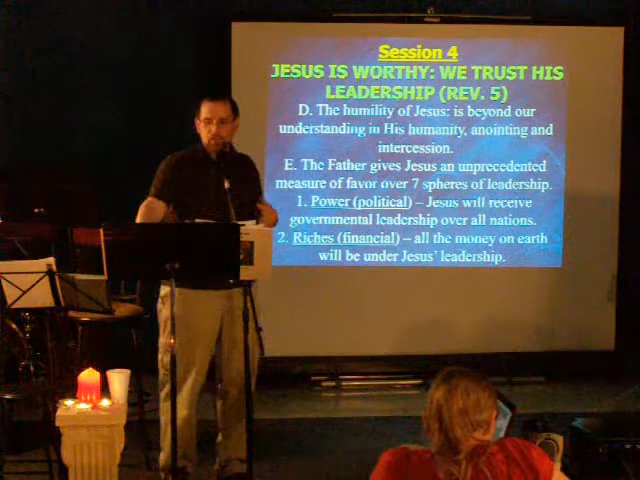 Session 4
JESUS IS WORTHY: WE TRUST HIS
LEADERSHIP (REV. 5)
D. The humility of Jesus: is beyond our
understanding in His humanity, anointing and
intercession.
E. The Father gives Jesus an unprecedented
measure of favor over 7 spheres of leadership.
1. Power (political) – Jesus will receive
governmental leadership over all nations.
2. Riches (financial) – all the money on earth
will be under Jesus' leadership.